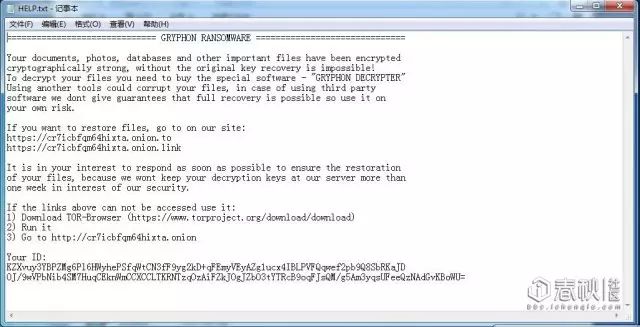 HELP.txt - 记事本
文件(F) 编辑(E) 格式(O) 查看(V) 帮助(H)
=============================== GRYPHON RANSOMWARE ===============================
Your documents, photos, databases and other important files have been encrypted
cryptographically strong, without the original key recovery is impossible!
To decrypt your files you need to buy the special software - "GRYPHON DECRYPTER"
Using another tools could corrupt your files, in case of using third party
software we dont give guarantees that full recovery is possible so use it on
your own risk.
If you want to restore files, go to on our site:
https://cr7icbfqm64hixta.onion.to
https://cr7icbfqm64hixta.onion.link
It is in your interest to respond as soon as possible to ensure the restoration
of your files, because we wont keep your decryption keys at our server more than
one week in interest of our security.
If the links above can not be accessed use it:
1) Download TOR-Browser (https://www.torproject.org/download/download)
2) Run it
3) Go to http://cr7icbfqm64hixta.onion
Your ID:
春秋
bbs.ichunqiu.com